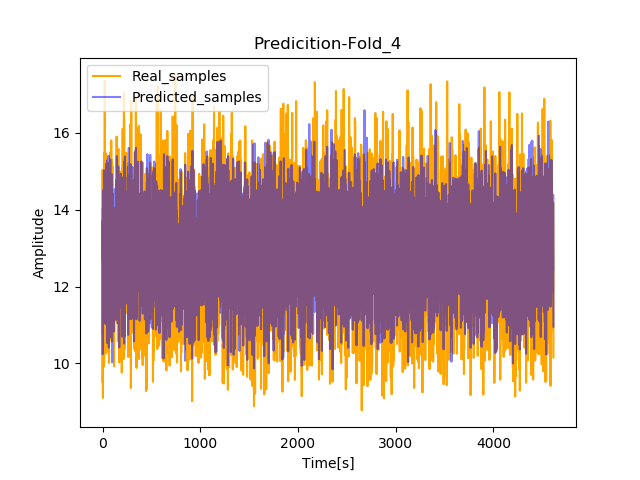 Predicition-Fold_4
Real_samples
Predicted_samples
16
14
12
10
Amplitude
0 1000 2000 3000 4000
Time[s]